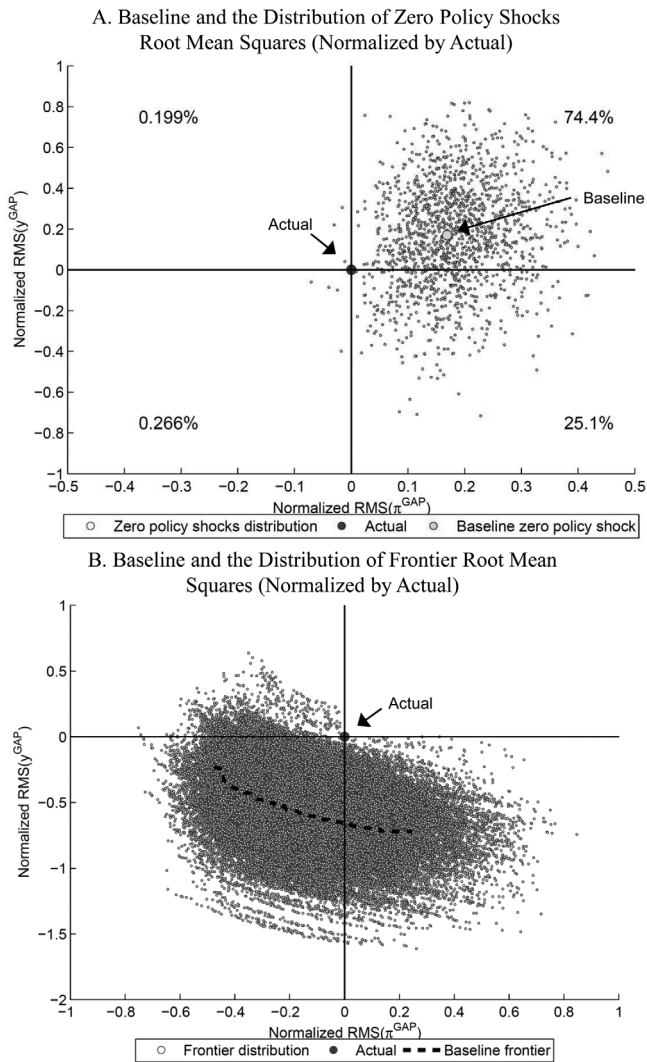 A. Baseline and the Distribution of Zero Policy Shocks
Root Mean Squares (Normalized by Actual)
1
0.8
0.6
0.4
0.2
0
−0.2
−0.4
−0.6
−0.8
−1
Normalized RMS(y^GAP)
0.199%
74.4%
Actual
Baseline
0.266%
25.1%
−0.5 −0.4 −0.3 −0.2 −0.1 0 0.1 0.2 0.3 0.4 0.5
Normalized RMS(π^GAP)
Zero policy shocks distribution Actual Baseline zero policy shock
B. Baseline and the Distribution of Frontier Root Mean
Squares (Normalized by Actual)
1
0.5
0
−0.5
−1
−1.5
−2
Normalized RMS(y^GAP)
Actual
−1 −0.8 −0.6 −0.4 −0.2 0 0.2 0.4 0.6 0.8 1
Normalized RMS(π^GAP)
Frontier distribution Actual Baseline frontier